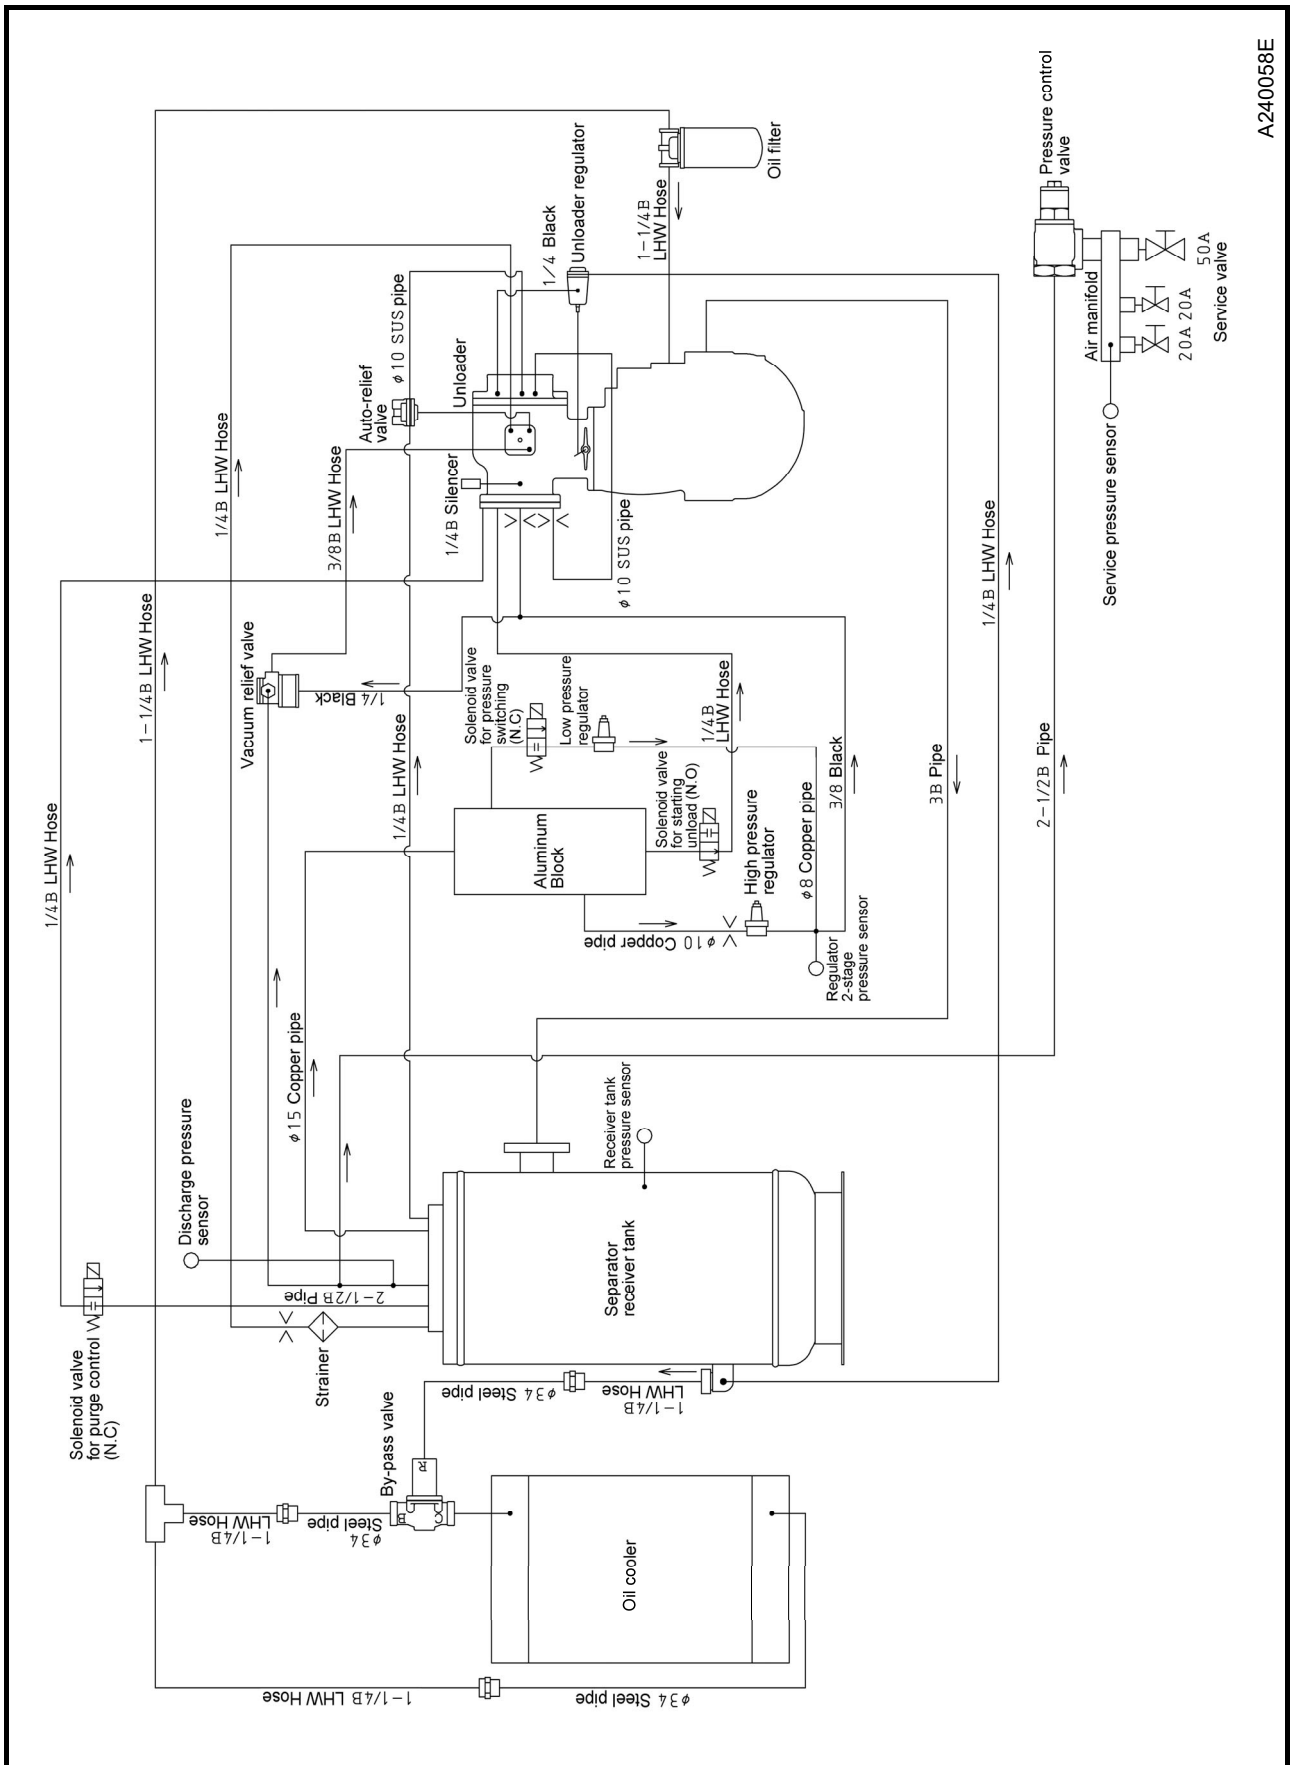 A240058E
Pressure control
valve
Air manifold
20A 20A
50A
Service valve
Service pressure sensor
Oil filter
1-1/4B
LHW Hose
Unloader regulator
1/4 Black
φ10 SUS pipe
Auto-relief
valve
Unloader
1/4B Silencer
φ10 SUS pipe
1/4B LHW Hose
3/8B LHW Hose
1-1/4B LHW Hose
1/4B LHW Hose
Vacuum relief valve
1/4 Black
1/4B LHW Hose
Solenoid valve
for pressure
switching
(N.C)
Low pressure
regulator
1/4B
LHW Hose
Solenoid valve
for starting
unload (N.O)
Aluminum
Block
High pressure
regulator
φ10 Copper pipe
φ8 Copper pipe
3/8 Black
Regulator
2-stage
pressure sensor
3B Pipe
1/4B LHW Hose
2-1/2B Pipe
φ15 Copper pipe
Discharge pressure
sensor
Receiver tank
pressure sensor
Separator
receiver tank
2-1/2B Pipe
Strainer
Solenoid valve
for purge control
(N.C)
φ34 Steel pipe
1-1/4B
LHW Hose
By-pass valve
R
B
C
1-1/4B
LHW Hose
φ34
Steel pipe
Oil cooler
1-1/4B LHW Hose
φ34 Steel pipe